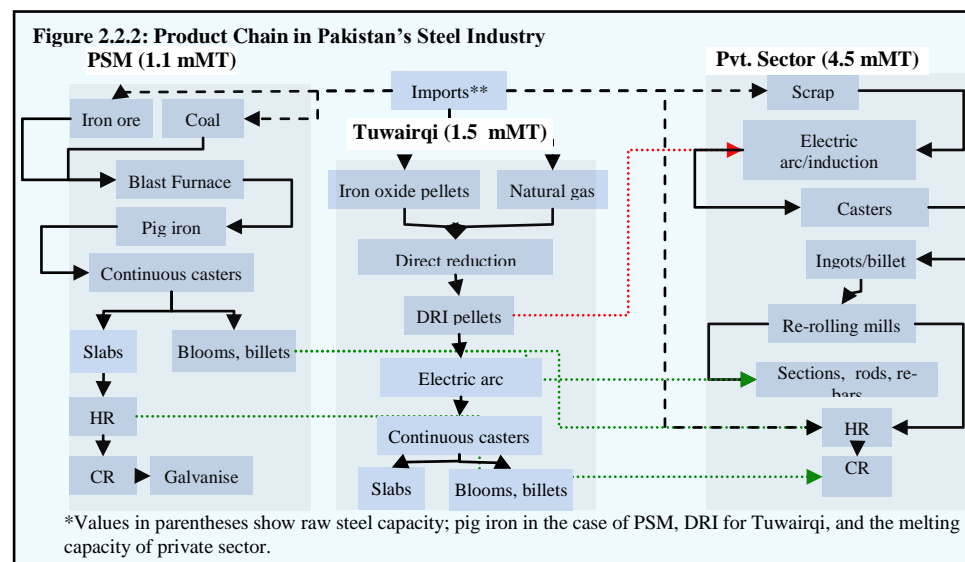 Figure 2.2.2: Product Chain in Pakistan's Steel Industry
PSM (1.1 mMT)
Iron ore
Coal
Blast Furnace
Pig iron
Continuous casters
Slabs
Blooms, billets
HR
CR
Galvanise
Imports**
Tuwairqi (1.5 mMT)
Iron oxide pellets
Natural gas
Direct reduction
DRI pellets
Electric arc
Continuous casters
Slabs
Blooms, billets
Pvt. Sector (4.5 mMT)
Scrap
Electric
arc/induction
Casters
Ingots/billet
Re-rolling mills
Sections, rods, re-
bars
HR
CR
*Values in parentheses show raw steel capacity; pig iron in the case of PSM, DRI for Tuwairqi, and the melting
capacity of private sector.